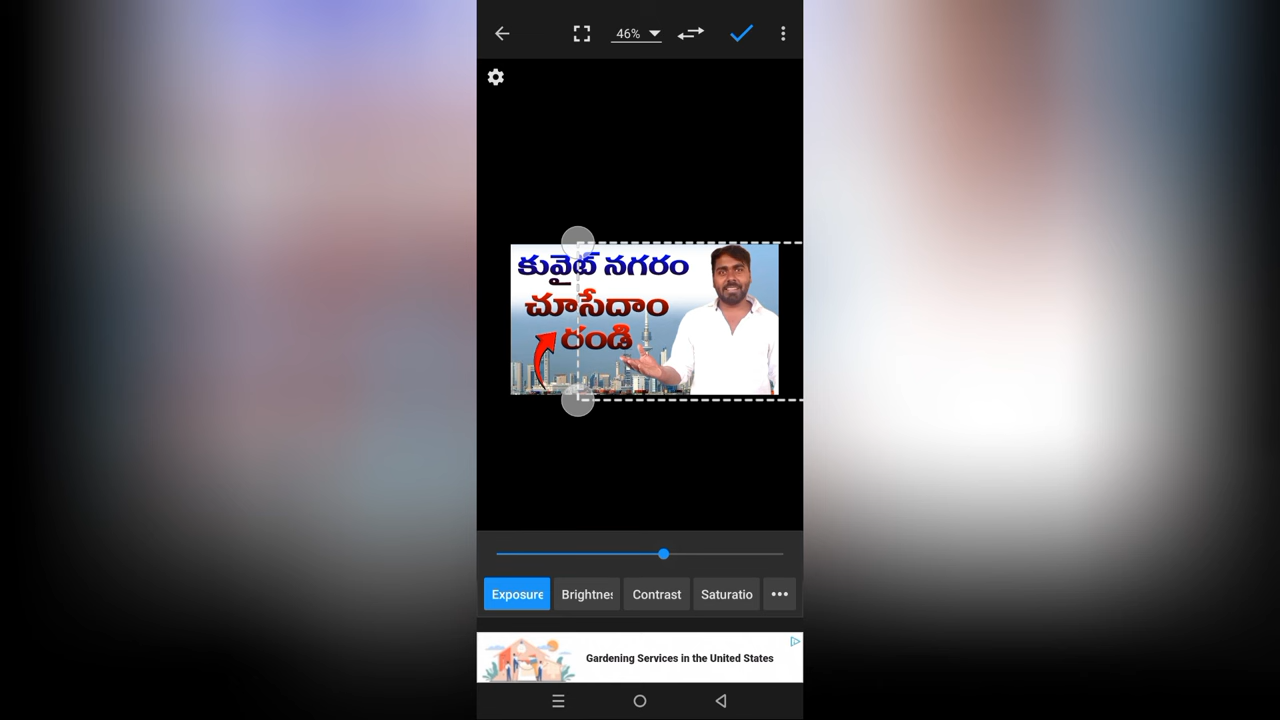 46%
కువైట్ నగరం
చూసేదాం
రండి
Exposure
Brightnes
Contrast
Saturatio
Gardening Services in the United States